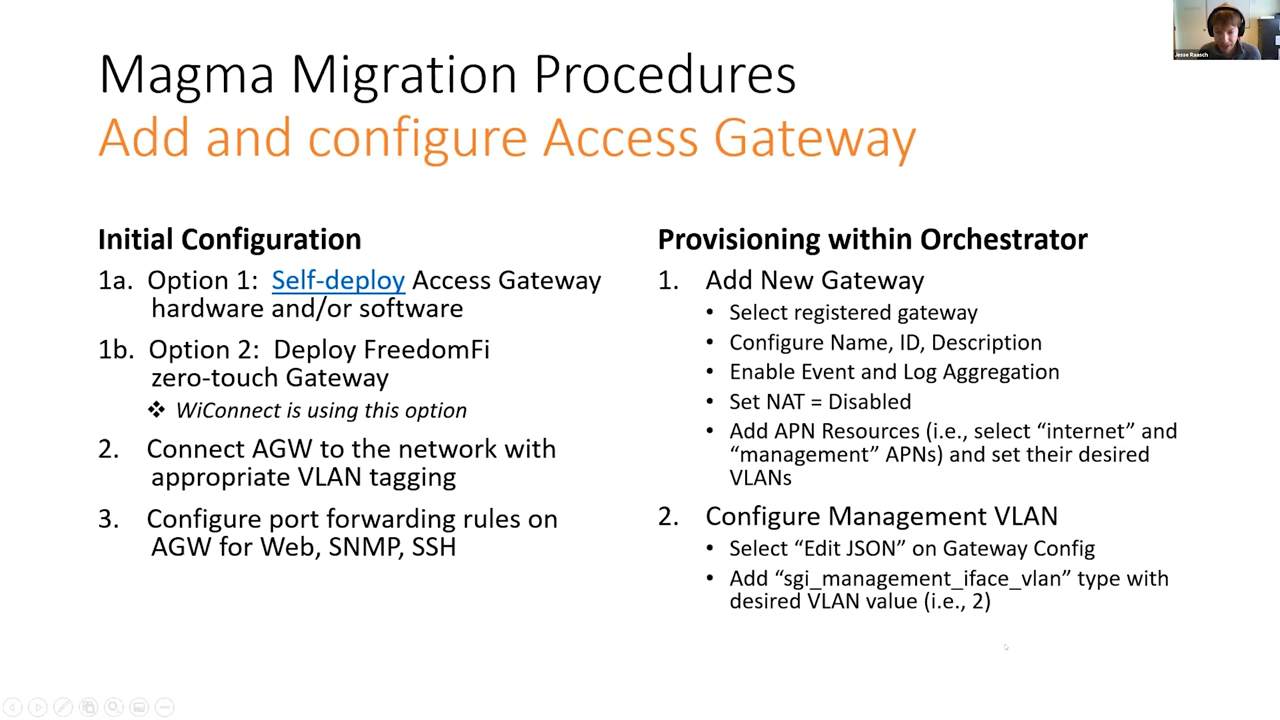 Magma Migration Procedures
Add and configure Access Gateway
Jesse Raasch
Initial Configuration
1a. Option 1: Self-deploy Access Gateway
hardware and/or software
1b. Option 2: Deploy FreedomFi
zero-touch Gateway
❖ WiConnect is using this option
2. Connect AGW to the network with
appropriate VLAN tagging
3. Configure port forwarding rules on
AGW for Web, SNMP, SSH
Provisioning within Orchestrator
1. Add New Gateway
• Select registered gateway
• Configure Name, ID, Description
• Enable Event and Log Aggregation
• Set NAT = Disabled
• Add APN Resources (i.e., select “internet” and
“management” APNs) and set their desired
VLANs
2. Configure Management VLAN
• Select “Edit JSON” on Gateway Config
• Add “sgi_management_iface_vlan” type with
desired VLAN value (i.e., 2)